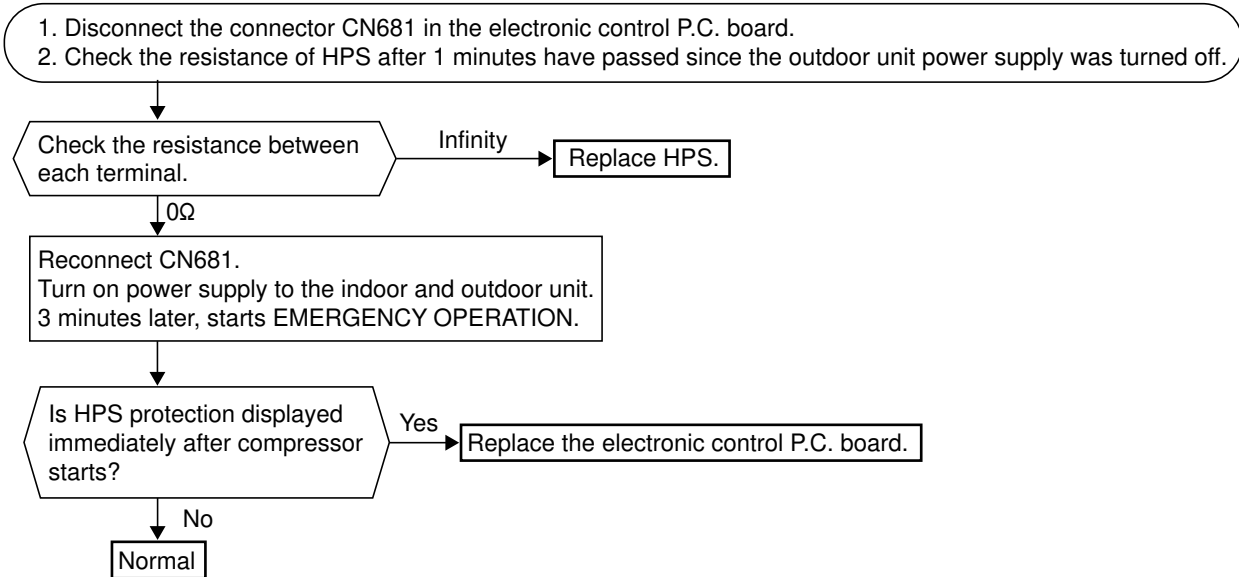 1. Disconnect the connector CN681 in the electronic control P.C. board.
2. Check the resistance of HPS after 1 minutes have passed since the outdoor unit power supply was turned off.
Check the resistance between
each terminal.
Infinity
Replace HPS.
0Ω
Reconnect CN681.
Turn on power supply to the indoor and outdoor unit.
3 minutes later, starts EMERGENCY OPERATION.
Is HPS protection displayed
immediately after compressor
starts?
Yes
Replace the electronic control P.C. board.
No
Normal